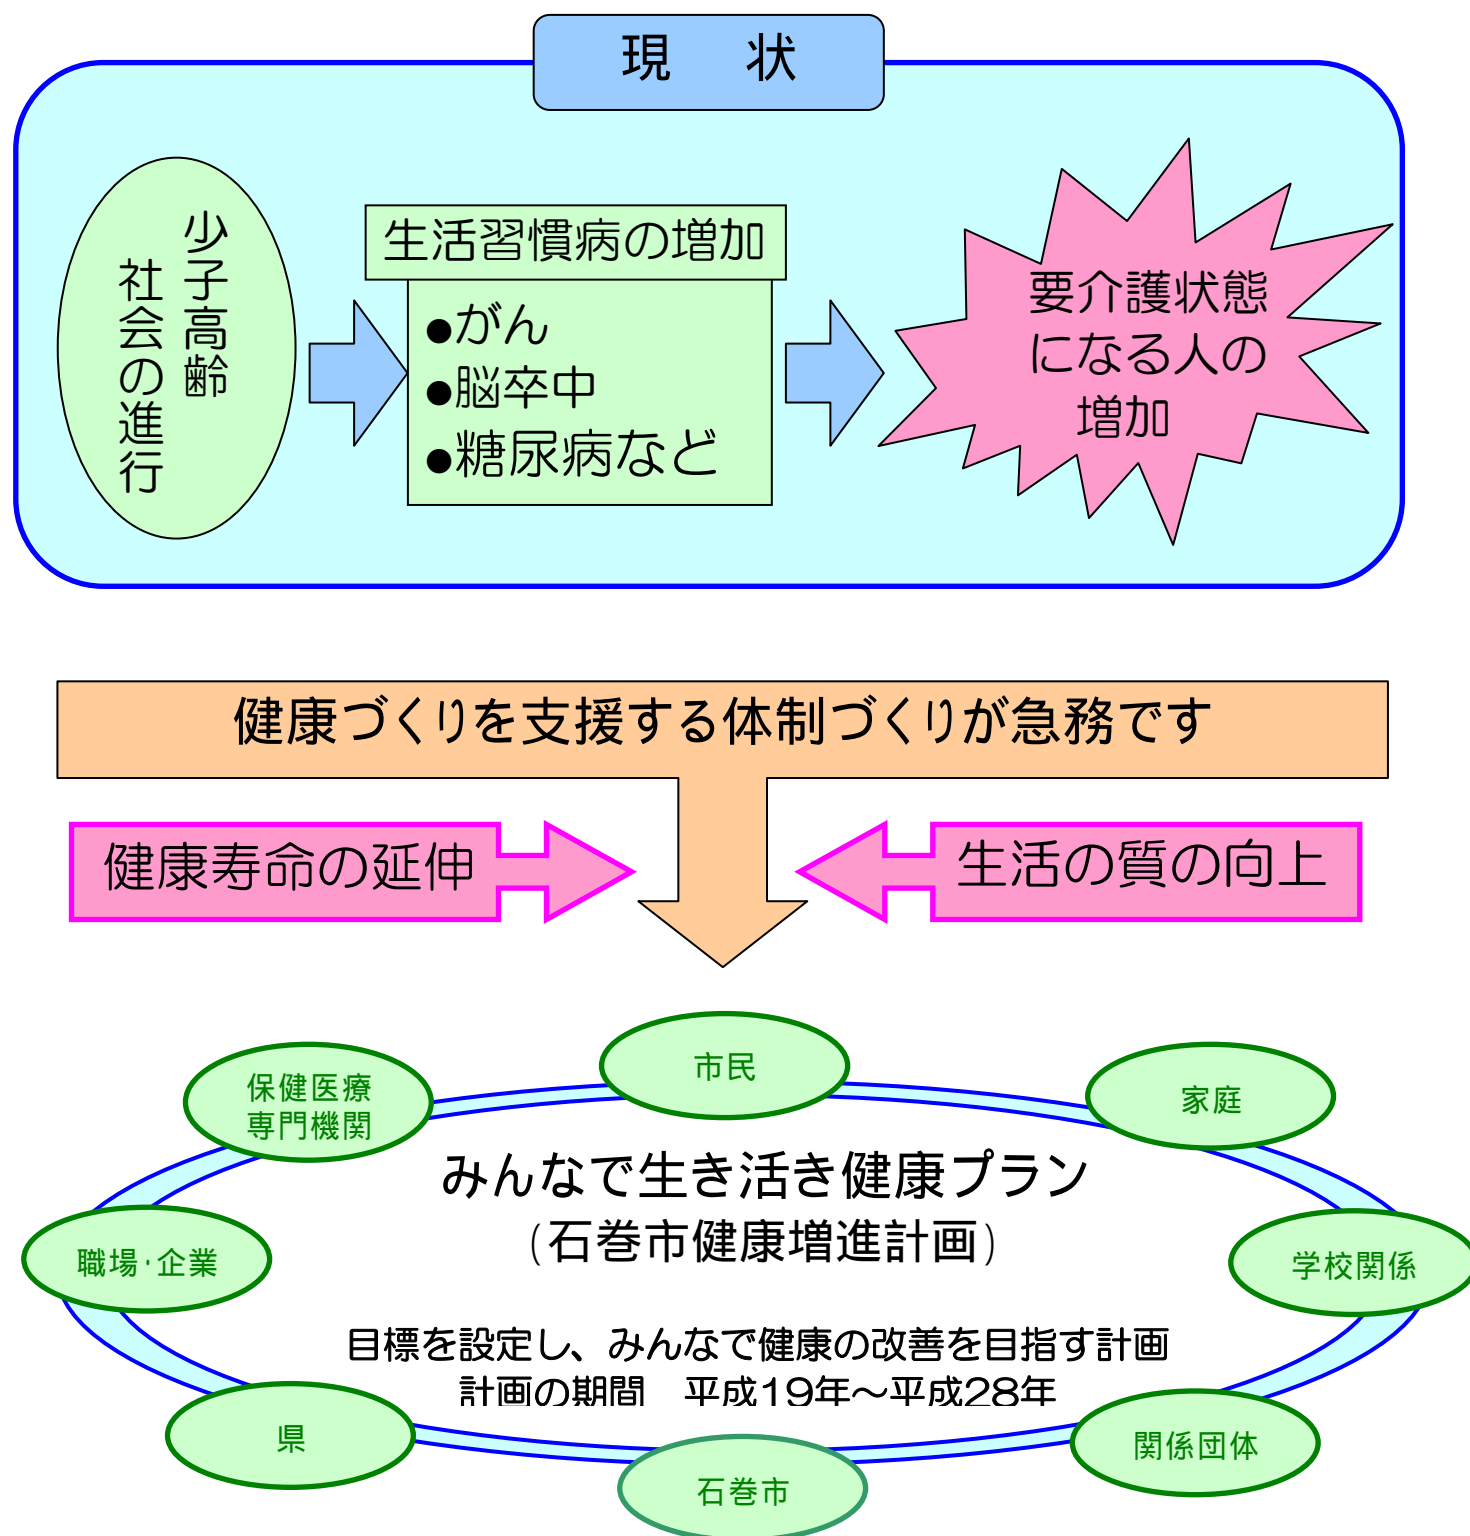 現　状
少子高齢
社会の進行
生活習慣病の増加
●がん
●脳卒中
●糖尿病など
要介護状態
になる人の
増加
健康づくりを支援する体制づくりが急務です
健康寿命の延伸
生活の質の向上
市民
保健医療
専門機関
家庭
みんなで生き活き健康プラン
(石巻市健康増進計画)
職場・企業
学校関係
目標を設定し、みんなで健康の改善を目指す計画
計画の期間　平成19年～平成28年
県
関係団体
石巻市